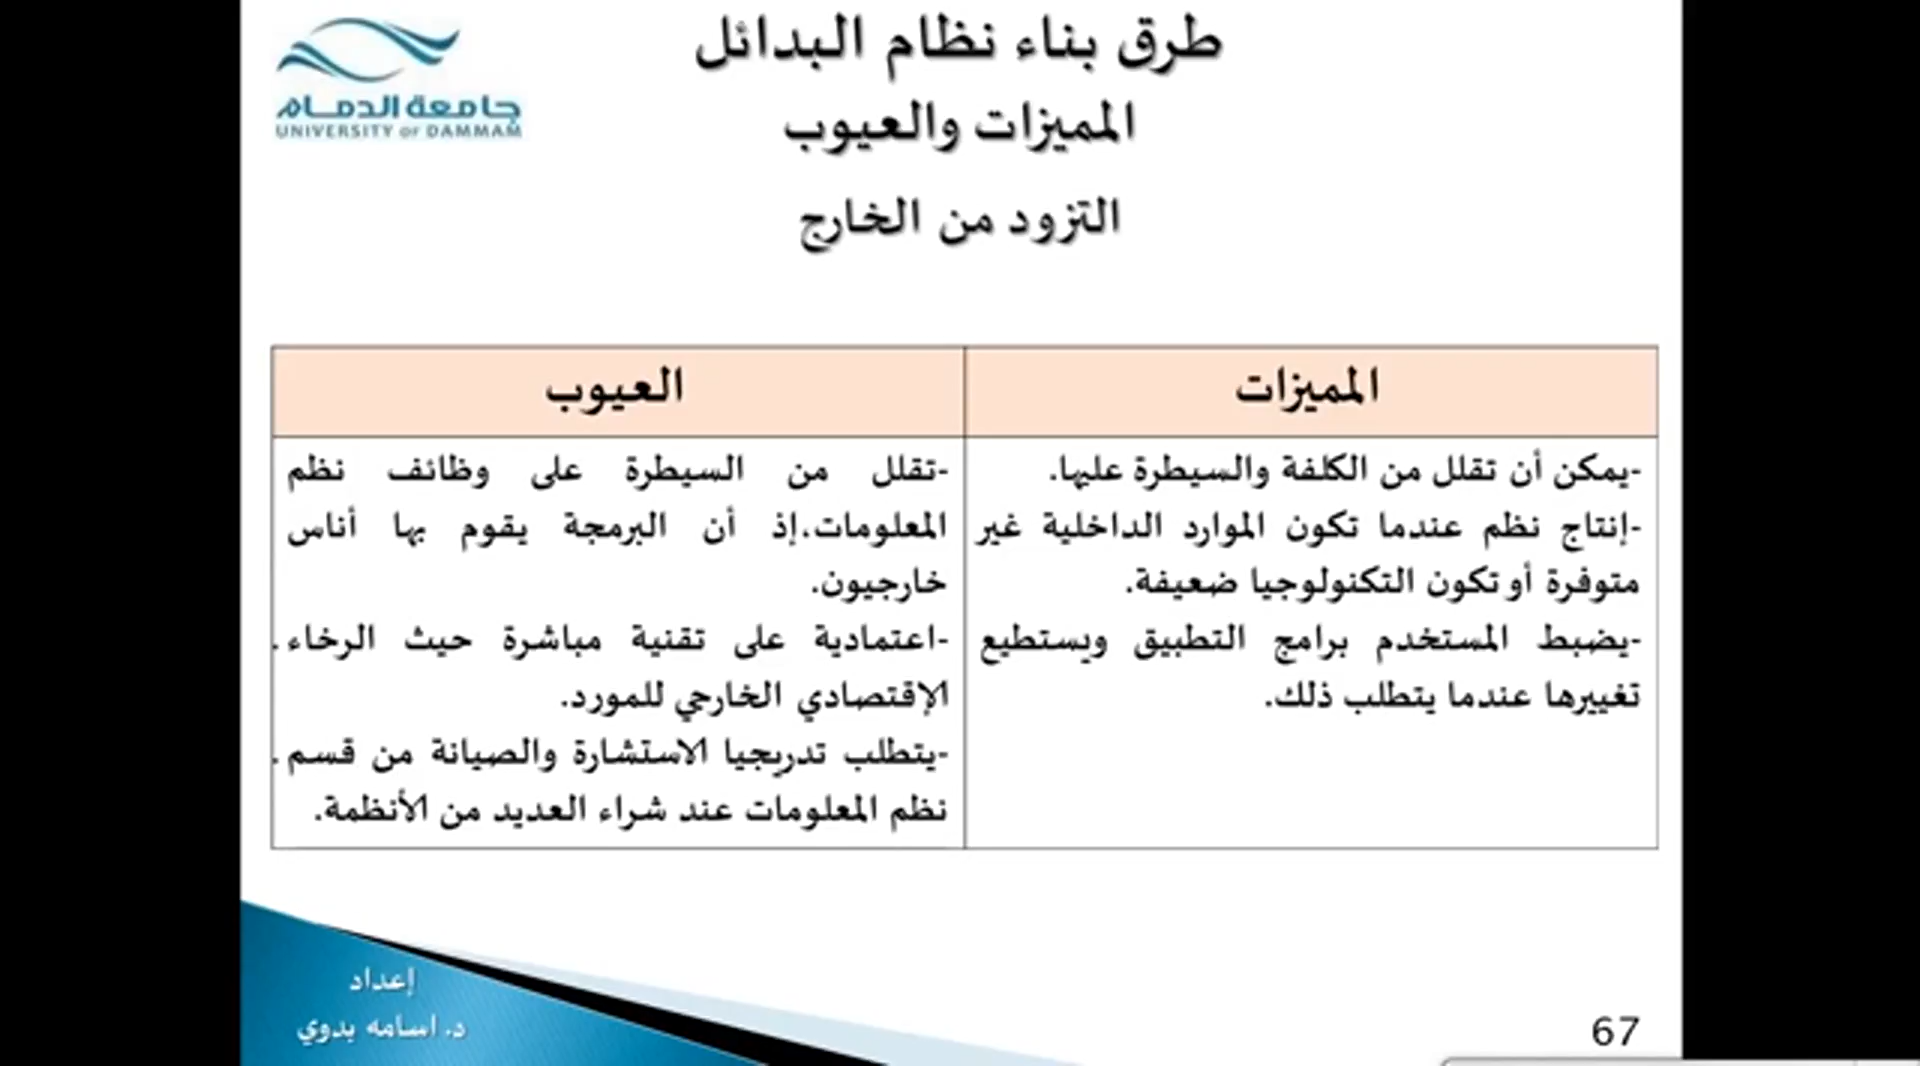 جامعة الدمام
UNIVERSITY of DAMMAM
طرق بناء نظام البدائل
المميزات والعيوب
التزود من الخارج
المميزات
-يمكن أن تقلل من الكلفة والسيطرة عليها.
-إنتاج نظم عندما تكون الموارد الداخلية غير
متوفرة أو تكون التكنولوجيا ضعيفة.
-يضبط المستخدم برامج التطبيق ويستطيع
تغييرها عندما يتطلب ذلك.
العيوب
-تقلل من السيطرة على وظائف نظم
المعلومات،إذ أن البرمجة يقوم بها أناس
خارجيون.
-اعتمادية على تقنية مباشرة حيث الرخاء
الإقتصادي الخارجي للمورد.
-يتطلب تدريجيا الاستشارة والصيانة من قسم
نظم المعلومات عند شراء العديد من الأنظمة.
إعداد
د. اسامه بدوي
67